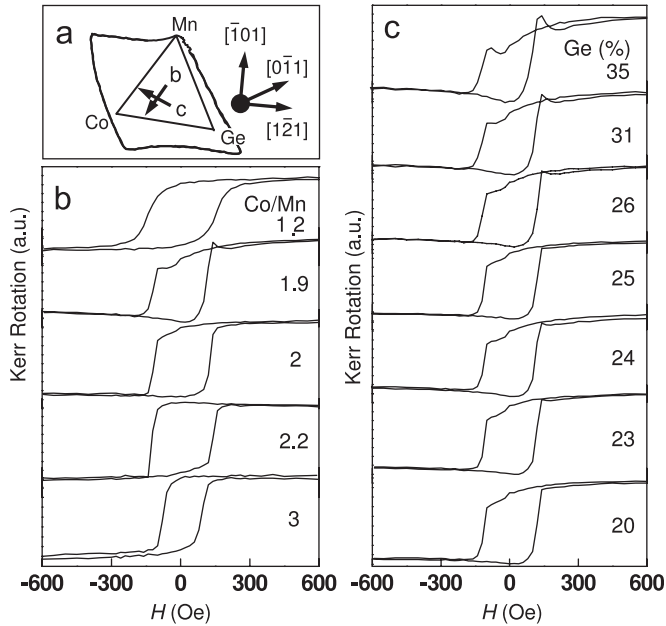 a
Mn
Co
Ge
b
c
[1̄01]
[01̄1]
[12̄1]
b
Co/Mn
1.2
1.9
2
2.2
3
Kerr Rotation (a.u.)
-600 -300 0 300 600
H (Oe)
c
Ge (%)
35
31
26
25
24
23
20
Kerr Rotation (a.u.)
-600 -300 0 300 600
H (Oe)